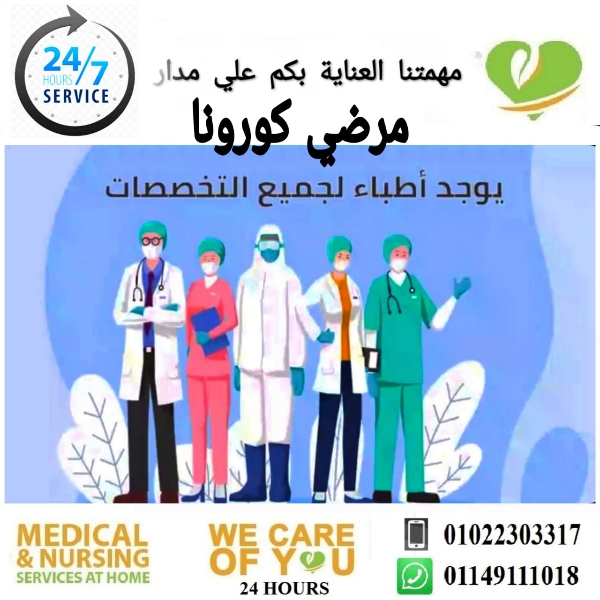 24/7
HOURS
SERVICE
مهمتنا العناية بكم علي مدار
مرضي كورونا
يوجد أطباء لجميع التخصصات
MEDICAL
& NURSING
SERVICES AT HOME
WE CARE
OF YOU
24 HOURS
01022303317
01149111018